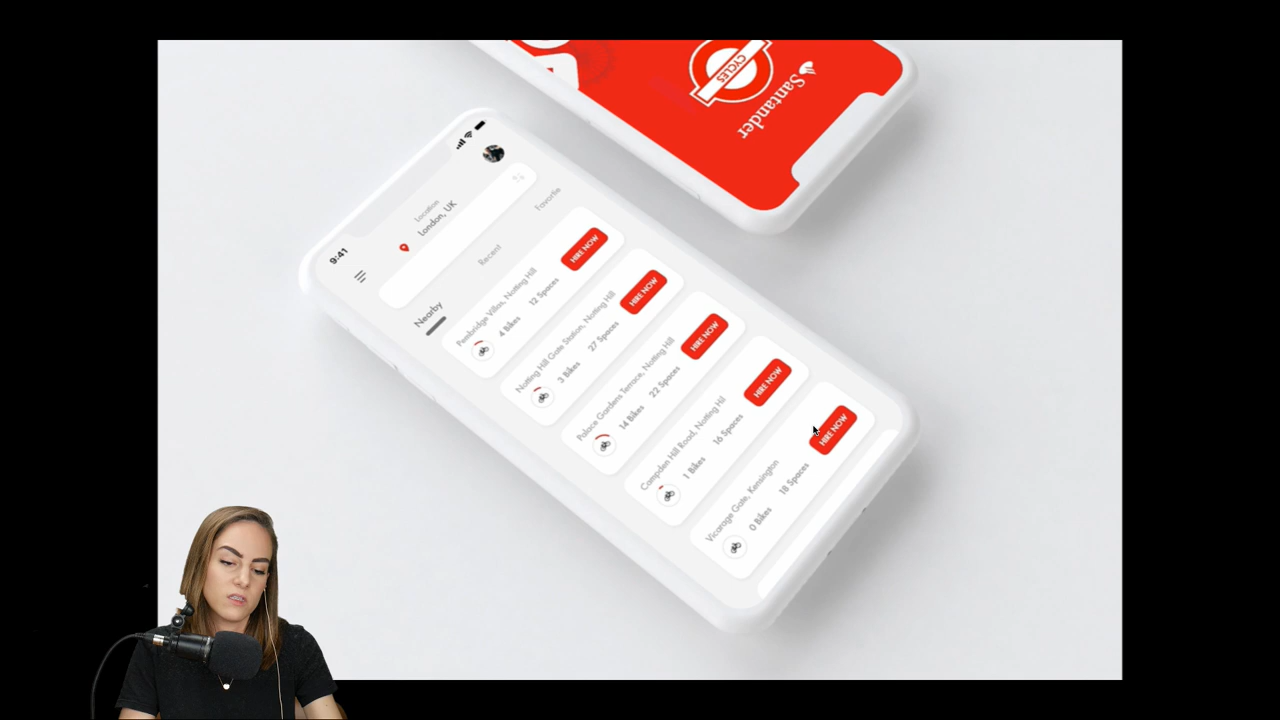 CYCLES
Santander
9:41
Location
London, UK
Nearby
Recent
Favortie
Pembridge Villas, Notting Hill
4 Bikes
12 Spaces
HIRE NOW
Notting Hill Gate Station, Notting Hill
3 Bikes
27 Spaces
HIRE NOW
Palace Gardens Terrace, Notting Hill
14 Bikes
22 Spaces
HIRE NOW
Campden Hill Road, Notting Hil
1 Bikes
16 Spaces
HIRE NOW
Vicarage Gate, Kensington
0 Bikes
18 Spaces
HIRE NOW